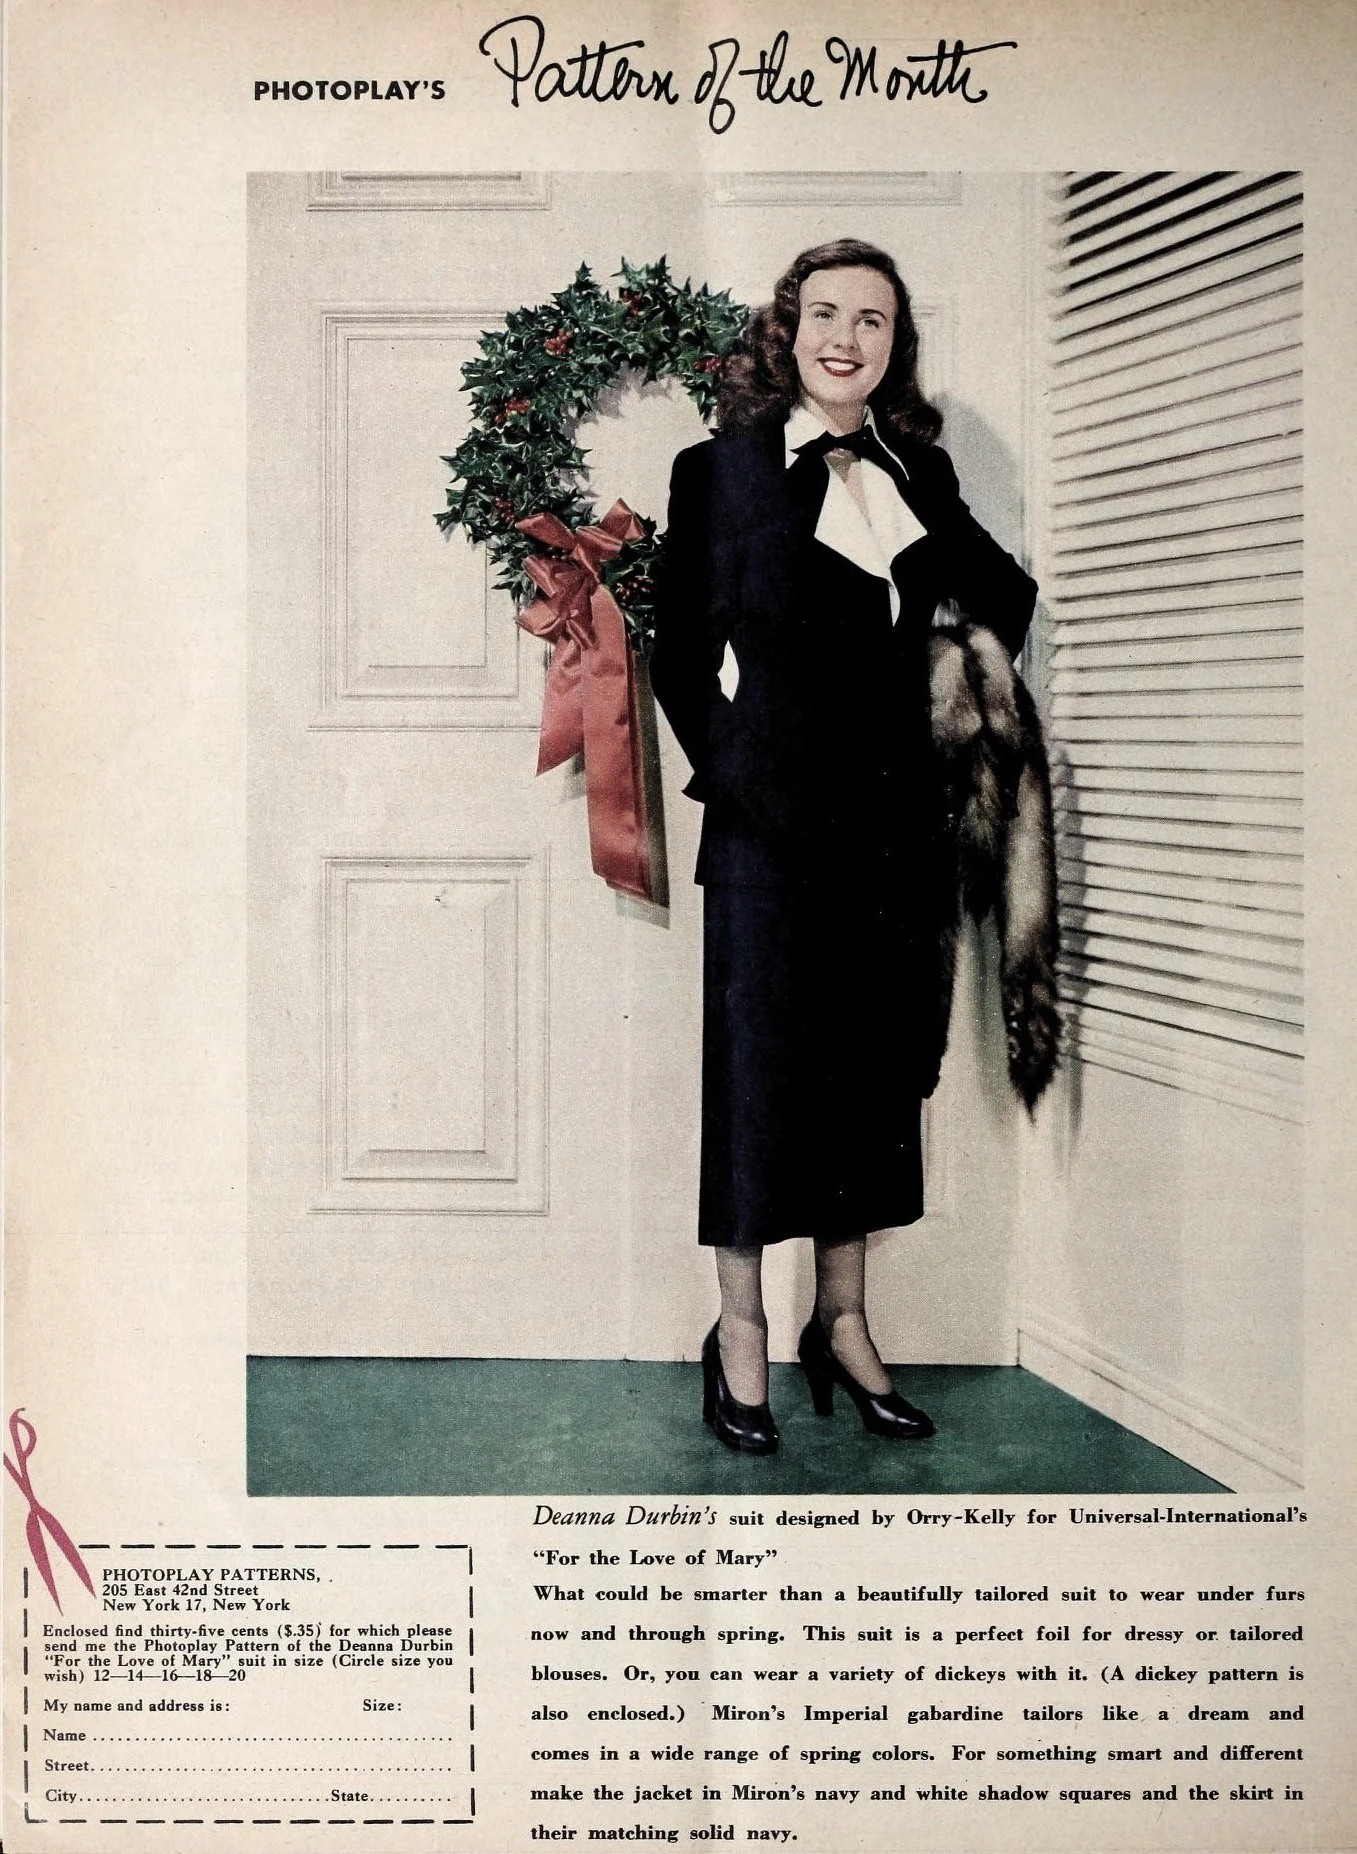 PHOTOPLAY'S Pattern of the Month
Deanna Durbin's suit designed by Orry-Kelly for Universal-International's
“For the Love of Mary”
What could be smarter than a beautifully tailored suit to wear under furs
now and through spring. This suit is a perfect foil for dressy or tailored
blouses. Or, you can wear a variety of dickeys with it. (A dickey pattern is
also enclosed.) Miron's Imperial gabardine tailors like a dream and
comes in a wide range of spring colors. For something smart and different
make the jacket in Miron's navy and white shadow squares and the skirt in
their matching solid navy.
PHOTOPLAY PATTERNS,
205 East 42nd Street
New York 17, New York
Enclosed find thirty-five cents ($.35) for which please
send me the Photoplay Pattern of the Deanna Durbin
“For the Love of Mary” suit in size (Circle size you
wish) 12—14—16—18—20
My name and address is: Size:
Name ..........................................
Street..........................................
City.............................State..........